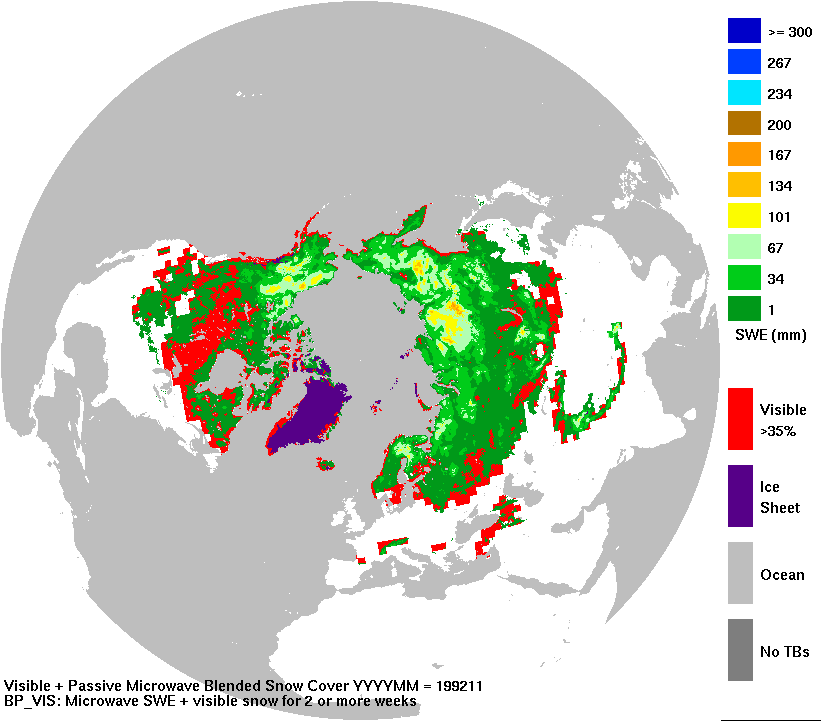 >= 300
267
234
200
167
134
101
67
34
1
SWE (mm)
Visible
>35%
Ice
Sheet
Ocean
No TBs
Visible + Passive Microwave Blended Snow Cover YYYYMM = 199211
BP_VIS: Microwave SWE + visible snow for 2 or more weeks